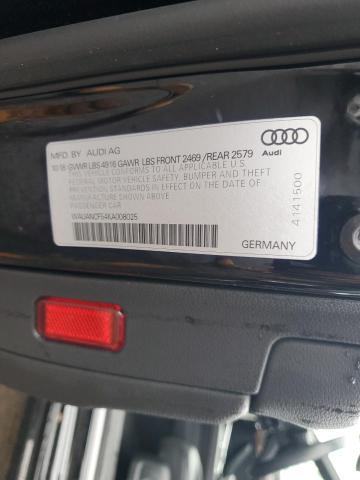 MFD. BY AUDI AG
10.18 GVWR LBS 4916 GAWR LBS FRONT 2469 /REAR 2579
THIS VEHICLE CONFORMS TO ALL APPLICABLE U.S.
FEDERAL MOTOR VEHICLE SAFETY, BUMPER, AND
THEFT PREVENTION STANDARDS IN EFFECT ON THE
DATE OF MANUFACTURE SHOWN ABOVE.
PASSENGER CAR
WAU4NCF54KA008025
Audi
4141500
GERMANY